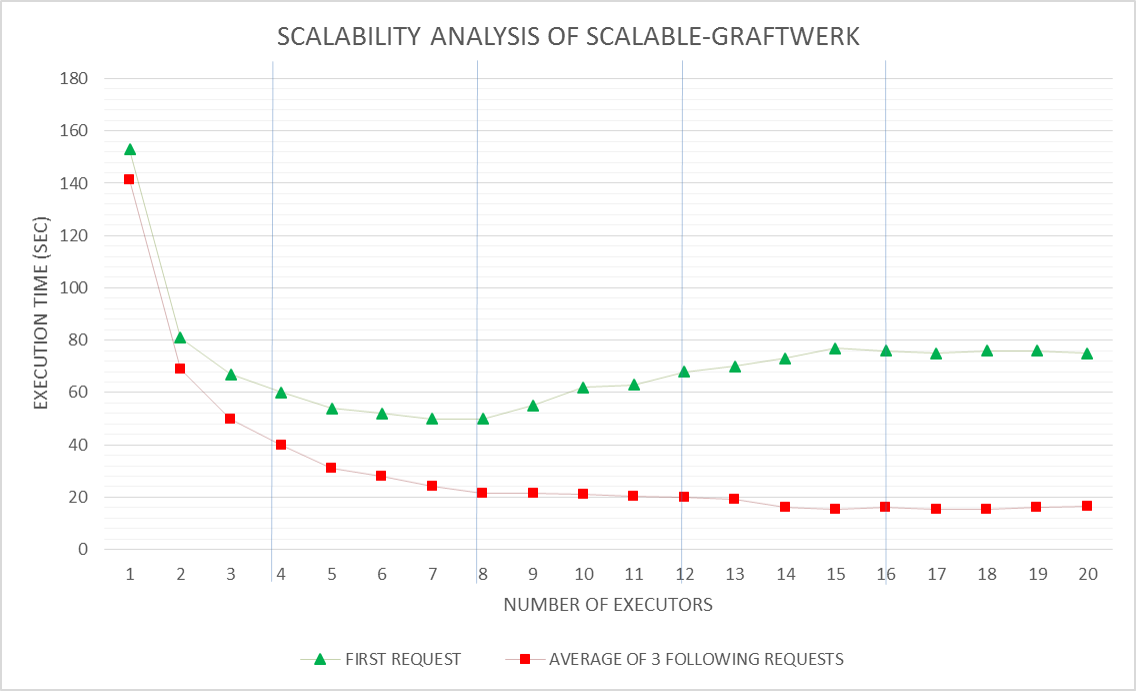 SCALABILITY ANALYSIS OF SCALABLE-GRAFTWERK
180
160
140
120
100
80
60
40
20
0
EXECUTION TIME (SEC)
1 2 3 4 5 6 7 8 9 10 11 12 13 14 15 16 17 18 19 20
NUMBER OF EXECUTORS
FIRST REQUEST AVERAGE OF 3 FOLLOWING REQUESTS